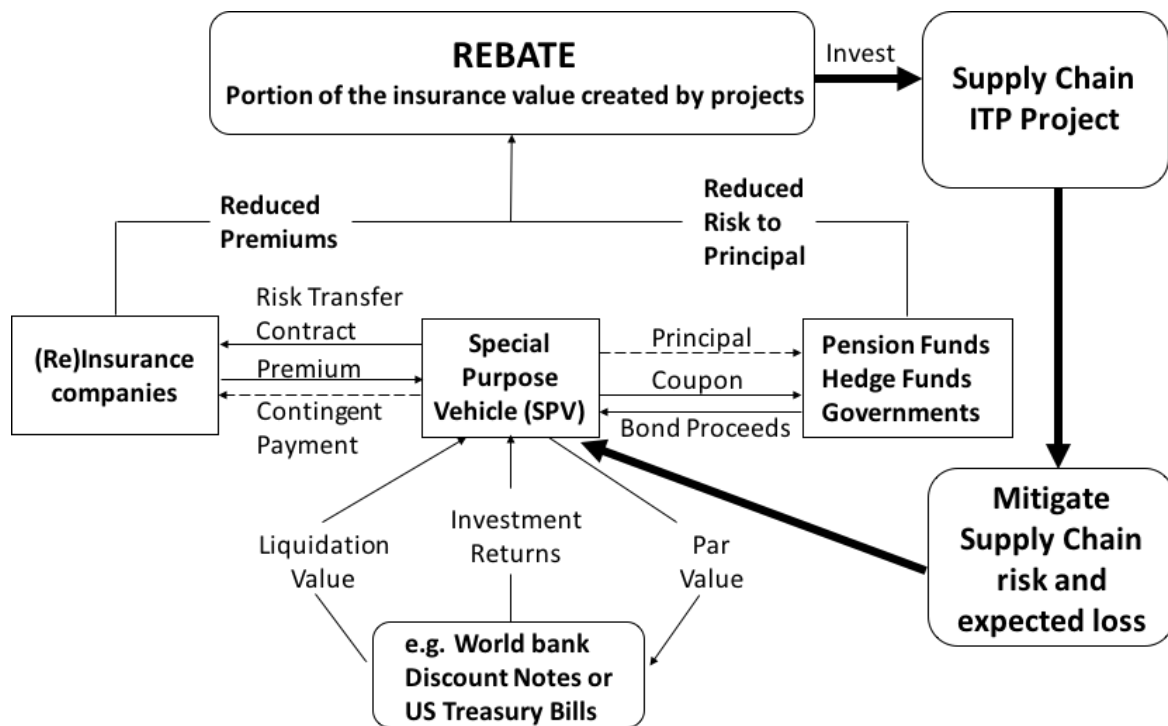 REBATE
Portion of the insurance value created by projects
Invest
Supply Chain
ITP Project
Reduced
Premiums
Reduced
Risk to
Principal
Risk Transfer
Contract
(Re)Insurance
companies
Premium
Contingent
Payment
Special
Purpose
Vehicle (SPV)
Principal
Coupon
Bond Proceeds
Pension Funds
Hedge Funds
Governments
Liquidation
Value
Investment
Returns
Par
Value
Mitigate
Supply Chain
risk and
expected loss
e.g. World bank
Discount Notes or
US Treasury Bills